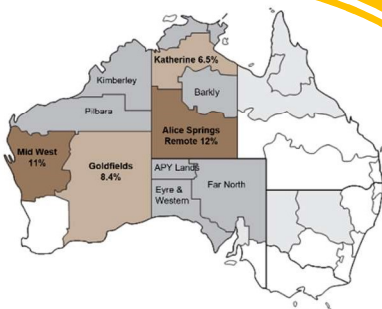 Katherine 6.5%
Kimberley
Barkly
Pilbara
Alice Springs
Remote 12%
Mid West
11%
Goldfields
8.4%
APY Lands
Far North
Eyre &
Western